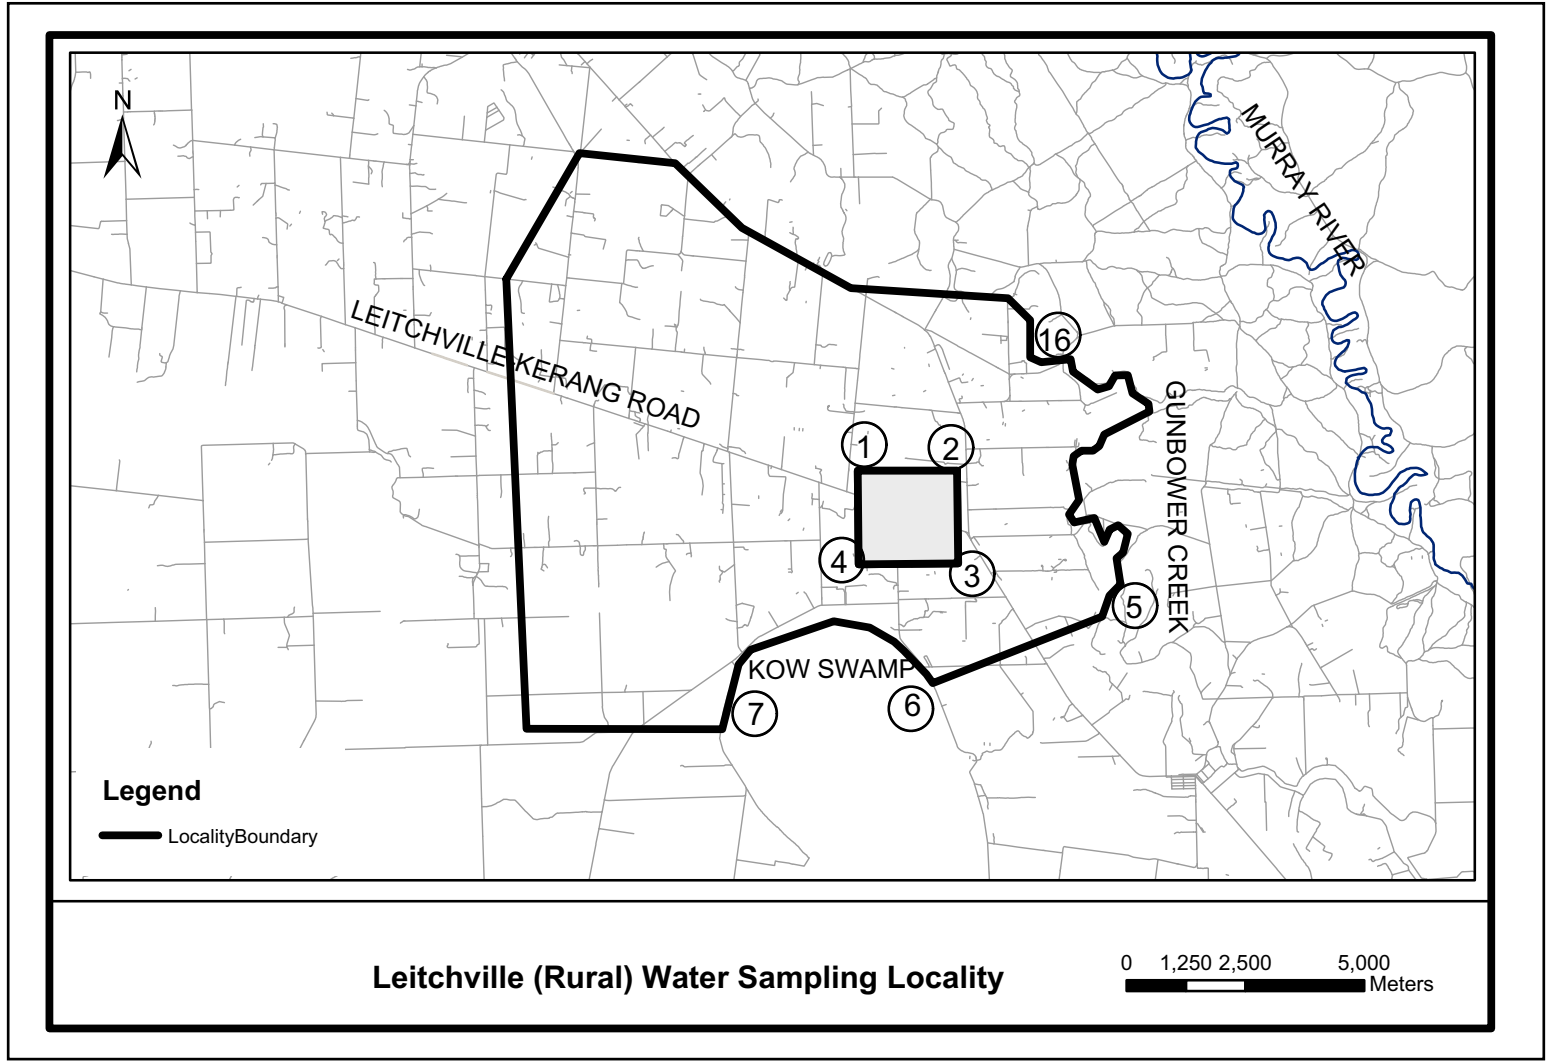 N
MURRAY RIVER
LEITCHVILLE-KERANG ROAD
16
GUNBOWER CREEK
1
2
4
3
5
KOW SWAMP
6
7
Legend
LocalityBoundary
Leitchville (Rural) Water Sampling Locality
0 1,250 2,500 5,000
Meters